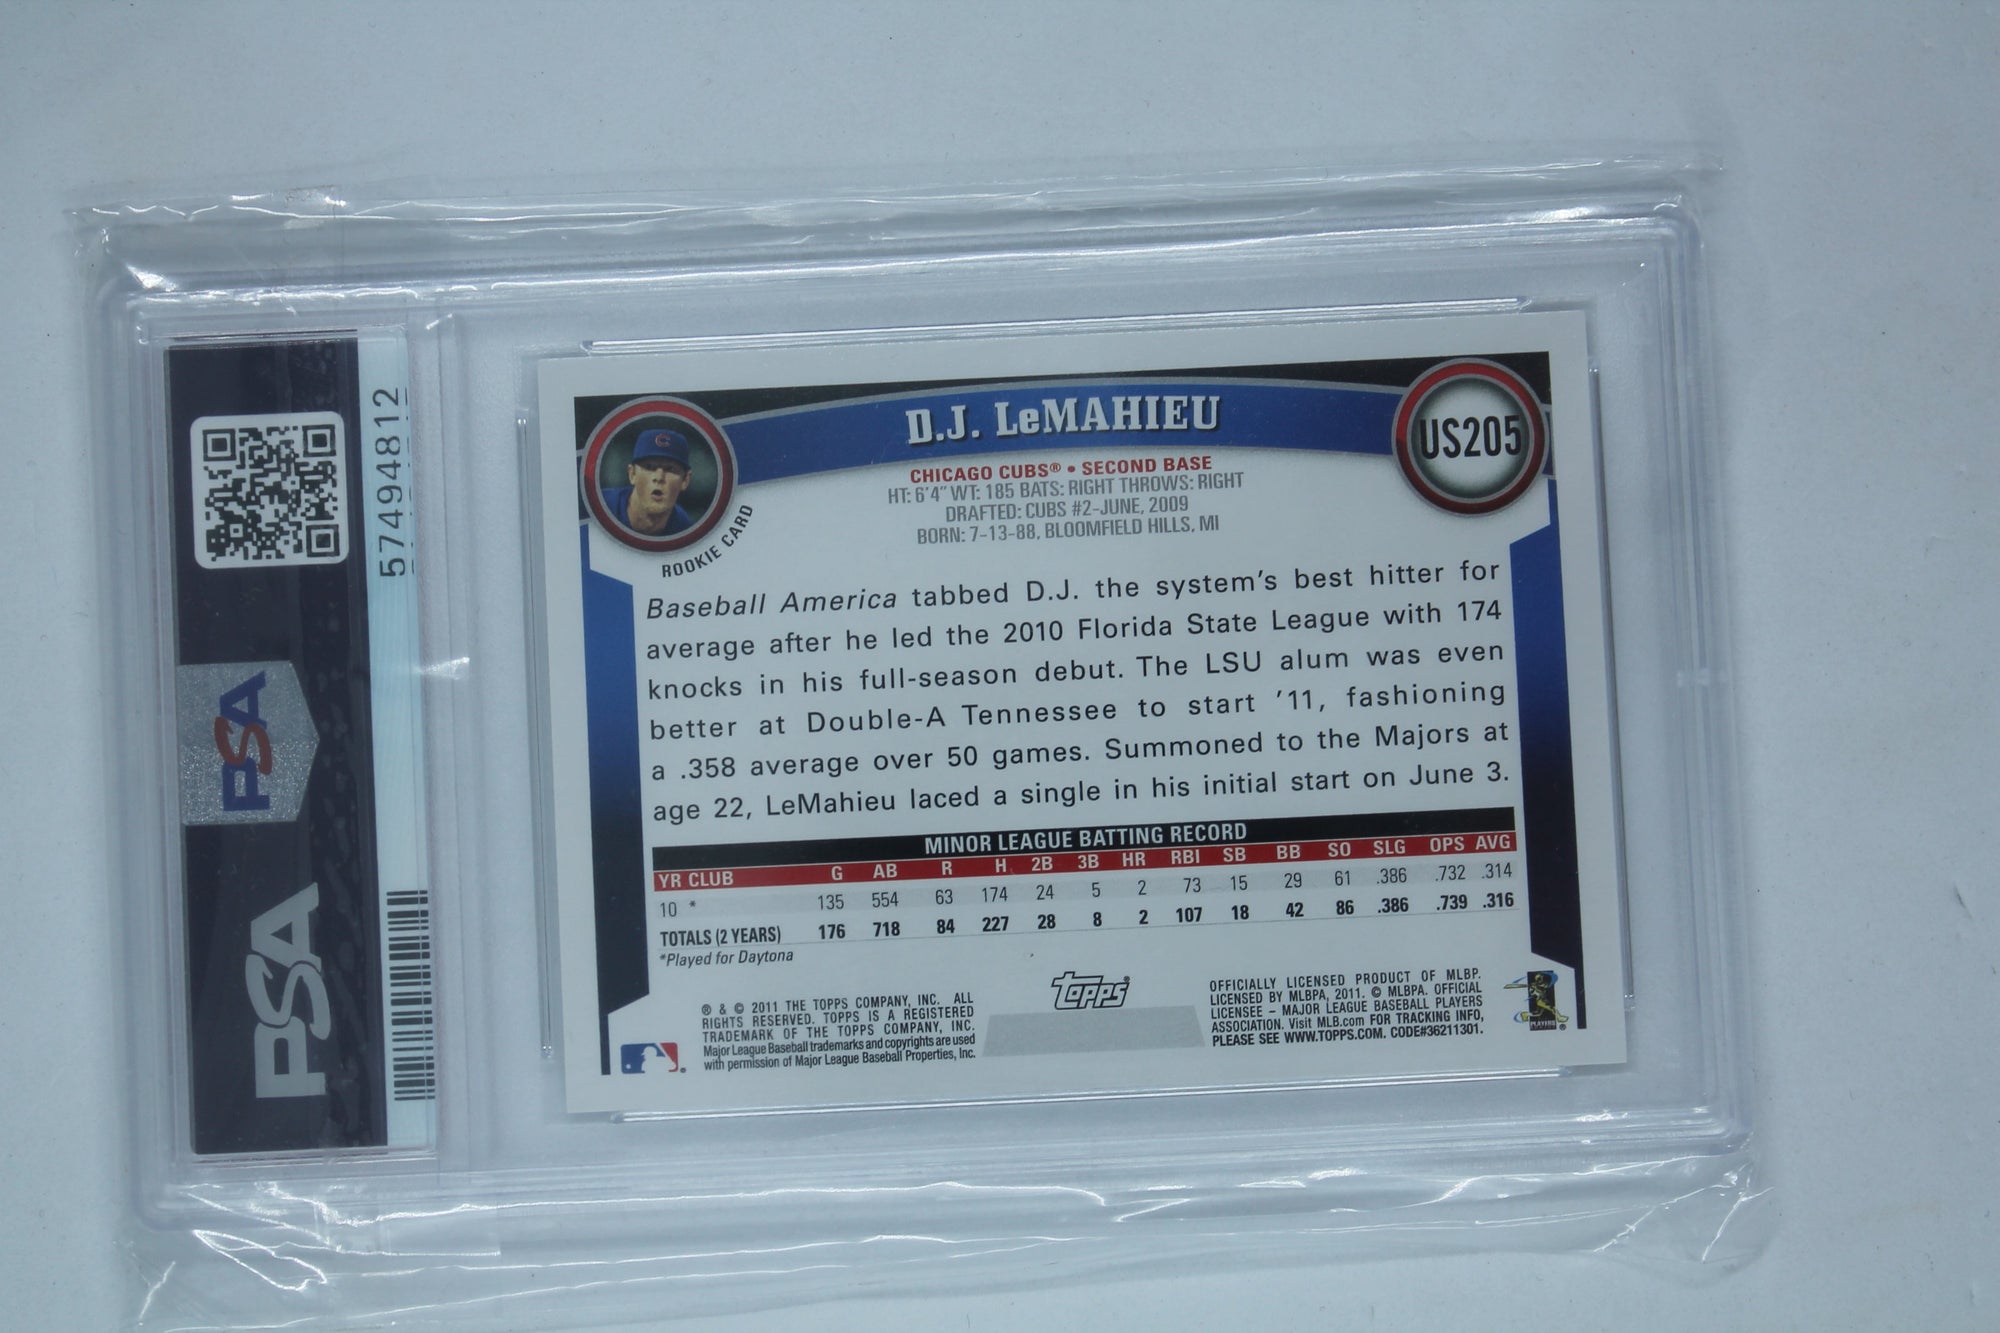 57494812
PSA
PSA
D.J. LeMAHIEU
US205
CHICAGO CUBS® • SECOND BASE
HT: 6'4" WT: 185 BATS: RIGHT THROWS: RIGHT
DRAFTED: CUBS #2-JUNE, 2009
BORN: 7-13-88, BLOOMFIELD HILLS, MI
ROOKIE CARD
Baseball America tabbed D.J. the system's best hitter for
average after he led the 2010 Florida State League with 174
knocks in his full-season debut. The LSU alum was even
better at Double-A Tennessee to start '11, fashioning
a .358 average over 50 games. Summoned to the Majors at
age 22, LeMahieu laced a single in his initial start on June 3.
MINOR LEAGUE BATTING RECORD
YR CLUB G AB R H 2B 3B HR RBI SB BB SO SLG OPS AVG
10 * 135 554 63 174 24 5 2 73 15 29 61 .386 .732 .314
TOTALS (2 YEARS) 176 718 84 227 28 8 2 107 18 42 86 .386 .739 .316
*Played for Daytona
® & © 2011 THE TOPPS COMPANY, INC. ALL
RIGHTS RESERVED. TOPPS IS A REGISTERED
TRADEMARK OF THE TOPPS COMPANY, INC.
Major League Baseball trademarks and copyrights are used
with permission of Major League Baseball Properties, Inc.
topps®
OFFICIALLY LICENSED PRODUCT OF MLBP.
LICENSED BY MLBPA, 2011. © MLBPA. OFFICIAL
LICENSEE – MAJOR LEAGUE BASEBALL PLAYERS
ASSOCIATION. Visit MLB.com FOR TRACKING INFO,
PLEASE SEE WWW.TOPPS.COM. CODE#36211301.
PLAYERS